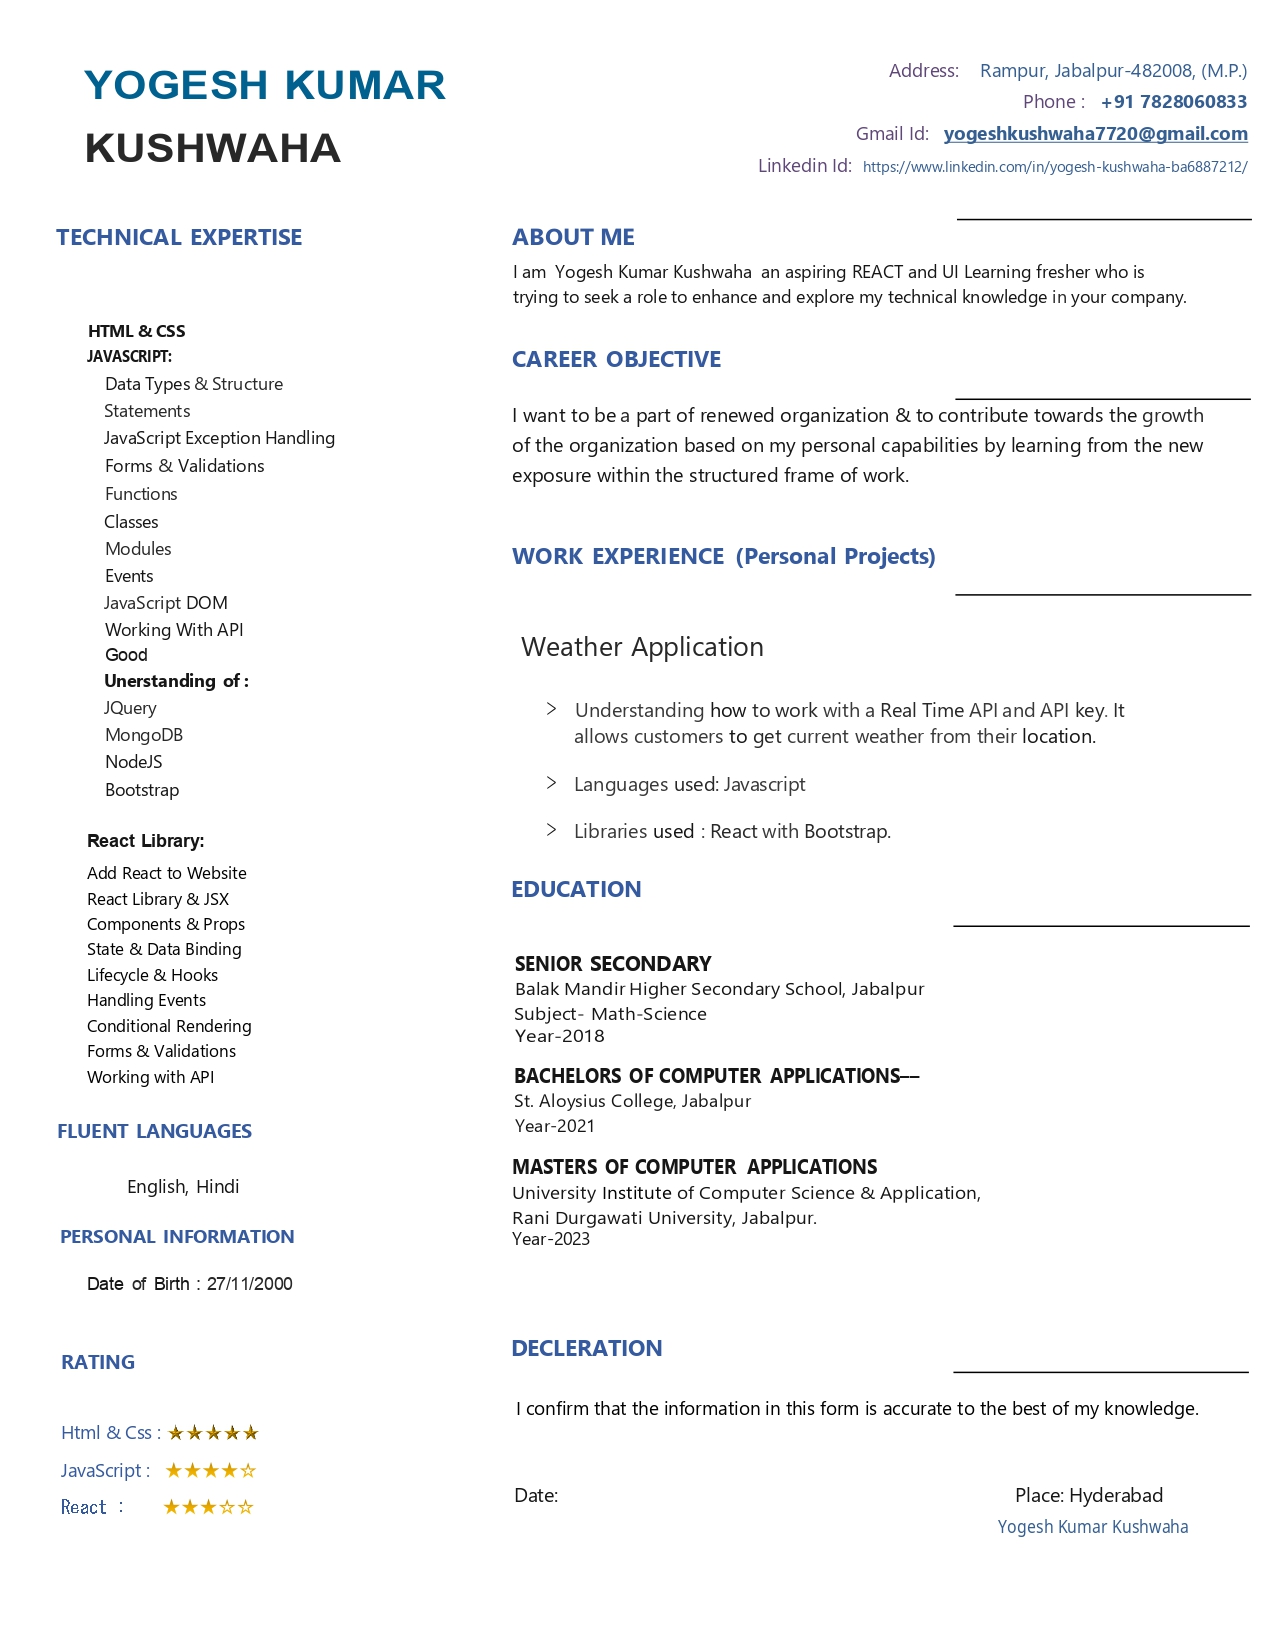 YOGESH KUMAR
KUSHWAHA
Address: Rampur, Jabalpur-482008, (M.P.)
Phone : +91 7828060833
Gmail Id: yogeshkushwaha7720@gmail.com
Linkedin Id: https://www.linkedin.com/in/yogesh-kushwaha-ba6887212/
TECHNICAL EXPERTISE
HTML & CSS
JAVASCRIPT:
Data Types & Structure
Statements
JavaScript Exception Handling
Forms & Validations
Functions
Classes
Modules
Events
JavaScript DOM
Working With API
Good
Unerstanding of :
JQuery
MongoDB
NodeJS
Bootstrap
React Library:
Add React to Website
React Library & JSX
Components & Props
State & Data Binding
Lifecycle & Hooks
Handling Events
Conditional Rendering
Forms & Validations
Working with API
FLUENT LANGUAGES
English, Hindi
PERSONAL INFORMATION
Date of Birth : 27/11/2000
RATING
Html & Css : ★★★★★
JavaScript : ★★★★☆
React : ★★★☆☆
ABOUT ME
I am Yogesh Kumar Kushwaha an aspiring REACT and UI Learning fresher who is
trying to seek a role to enhance and explore my technical knowledge in your company.
CAREER OBJECTIVE
I want to be a part of renewed organization & to contribute towards the growth
of the organization based on my personal capabilities by learning from the new
exposure within the structured frame of work.
WORK EXPERIENCE (Personal Projects)
Weather Application
> Understanding how to work with a Real Time API and API key. It
allows customers to get current weather from their location.
> Languages used: Javascript
> Libraries used : React with Bootstrap.
EDUCATION
SENIOR SECONDARY
Balak Mandir Higher Secondary School, Jabalpur
Subject- Math-Science
Year-2018
BACHELORS OF COMPUTER APPLICATIONS––
St. Aloysius College, Jabalpur
Year-2021
MASTERS OF COMPUTER APPLICATIONS
University Institute of Computer Science & Application,
Rani Durgawati University, Jabalpur.
Year-2023
DECLERATION
I confirm that the information in this form is accurate to the best of my knowledge.
Date: Place: Hyderabad
Yogesh Kumar Kushwaha